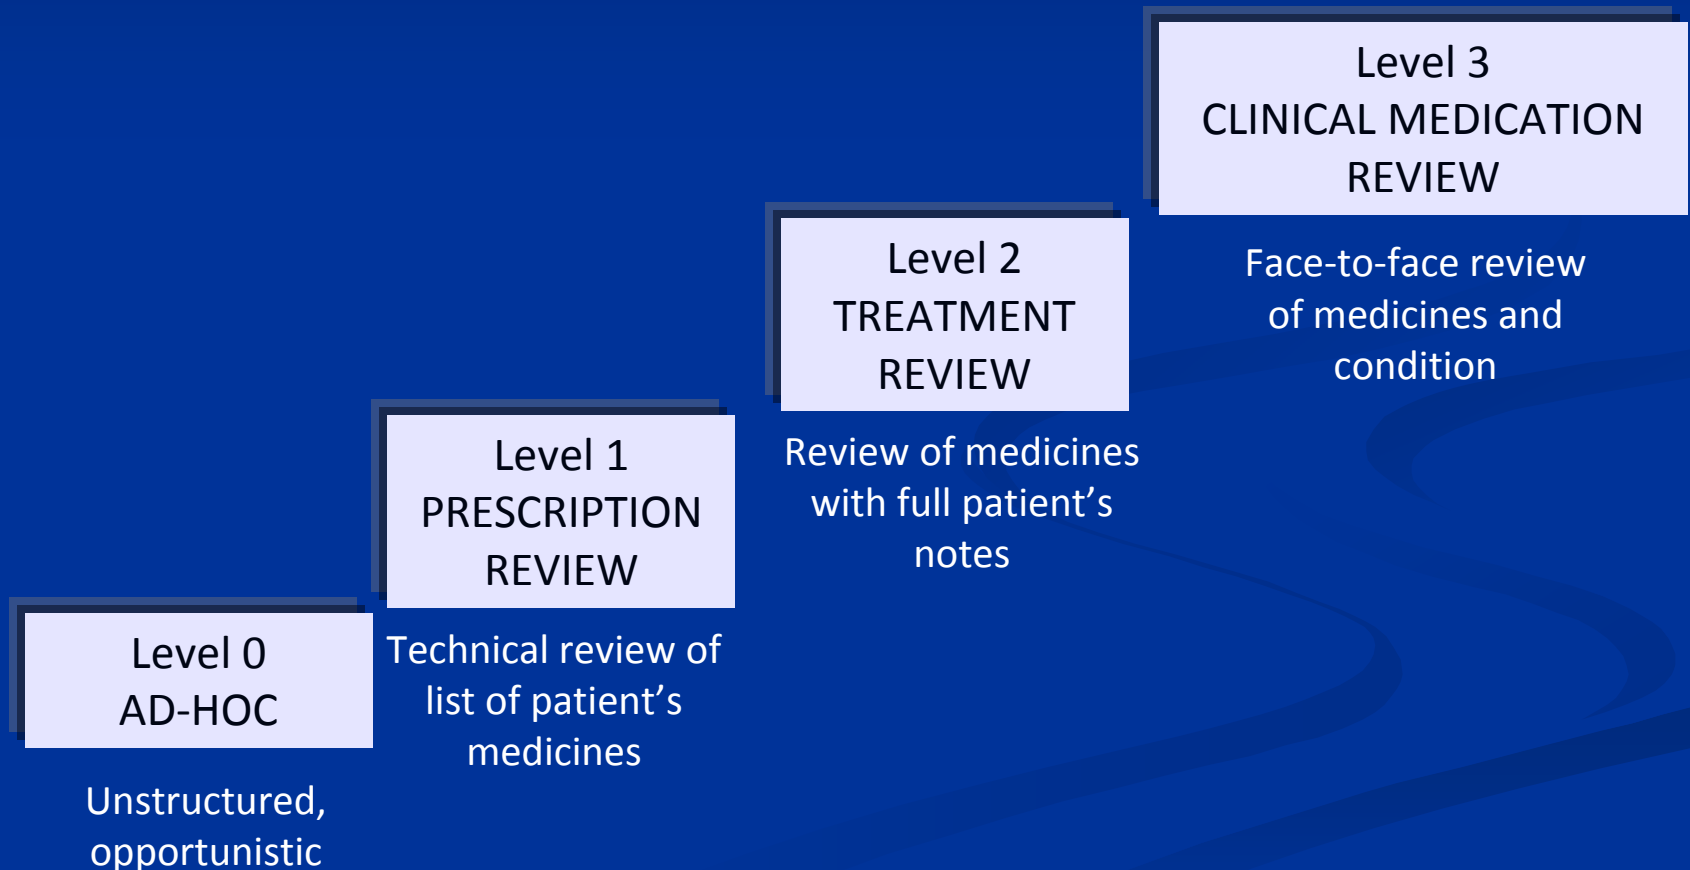 Level 3
CLINICAL MEDICATION
REVIEW
Face-to-face review
of medicines and
condition
Level 2
TREATMENT
REVIEW
Review of medicines
with full patient’s
notes
Level 1
PRESCRIPTION
REVIEW
Technical review of
list of patient’s
medicines
Level 0
AD-HOC
Unstructured,
opportunistic